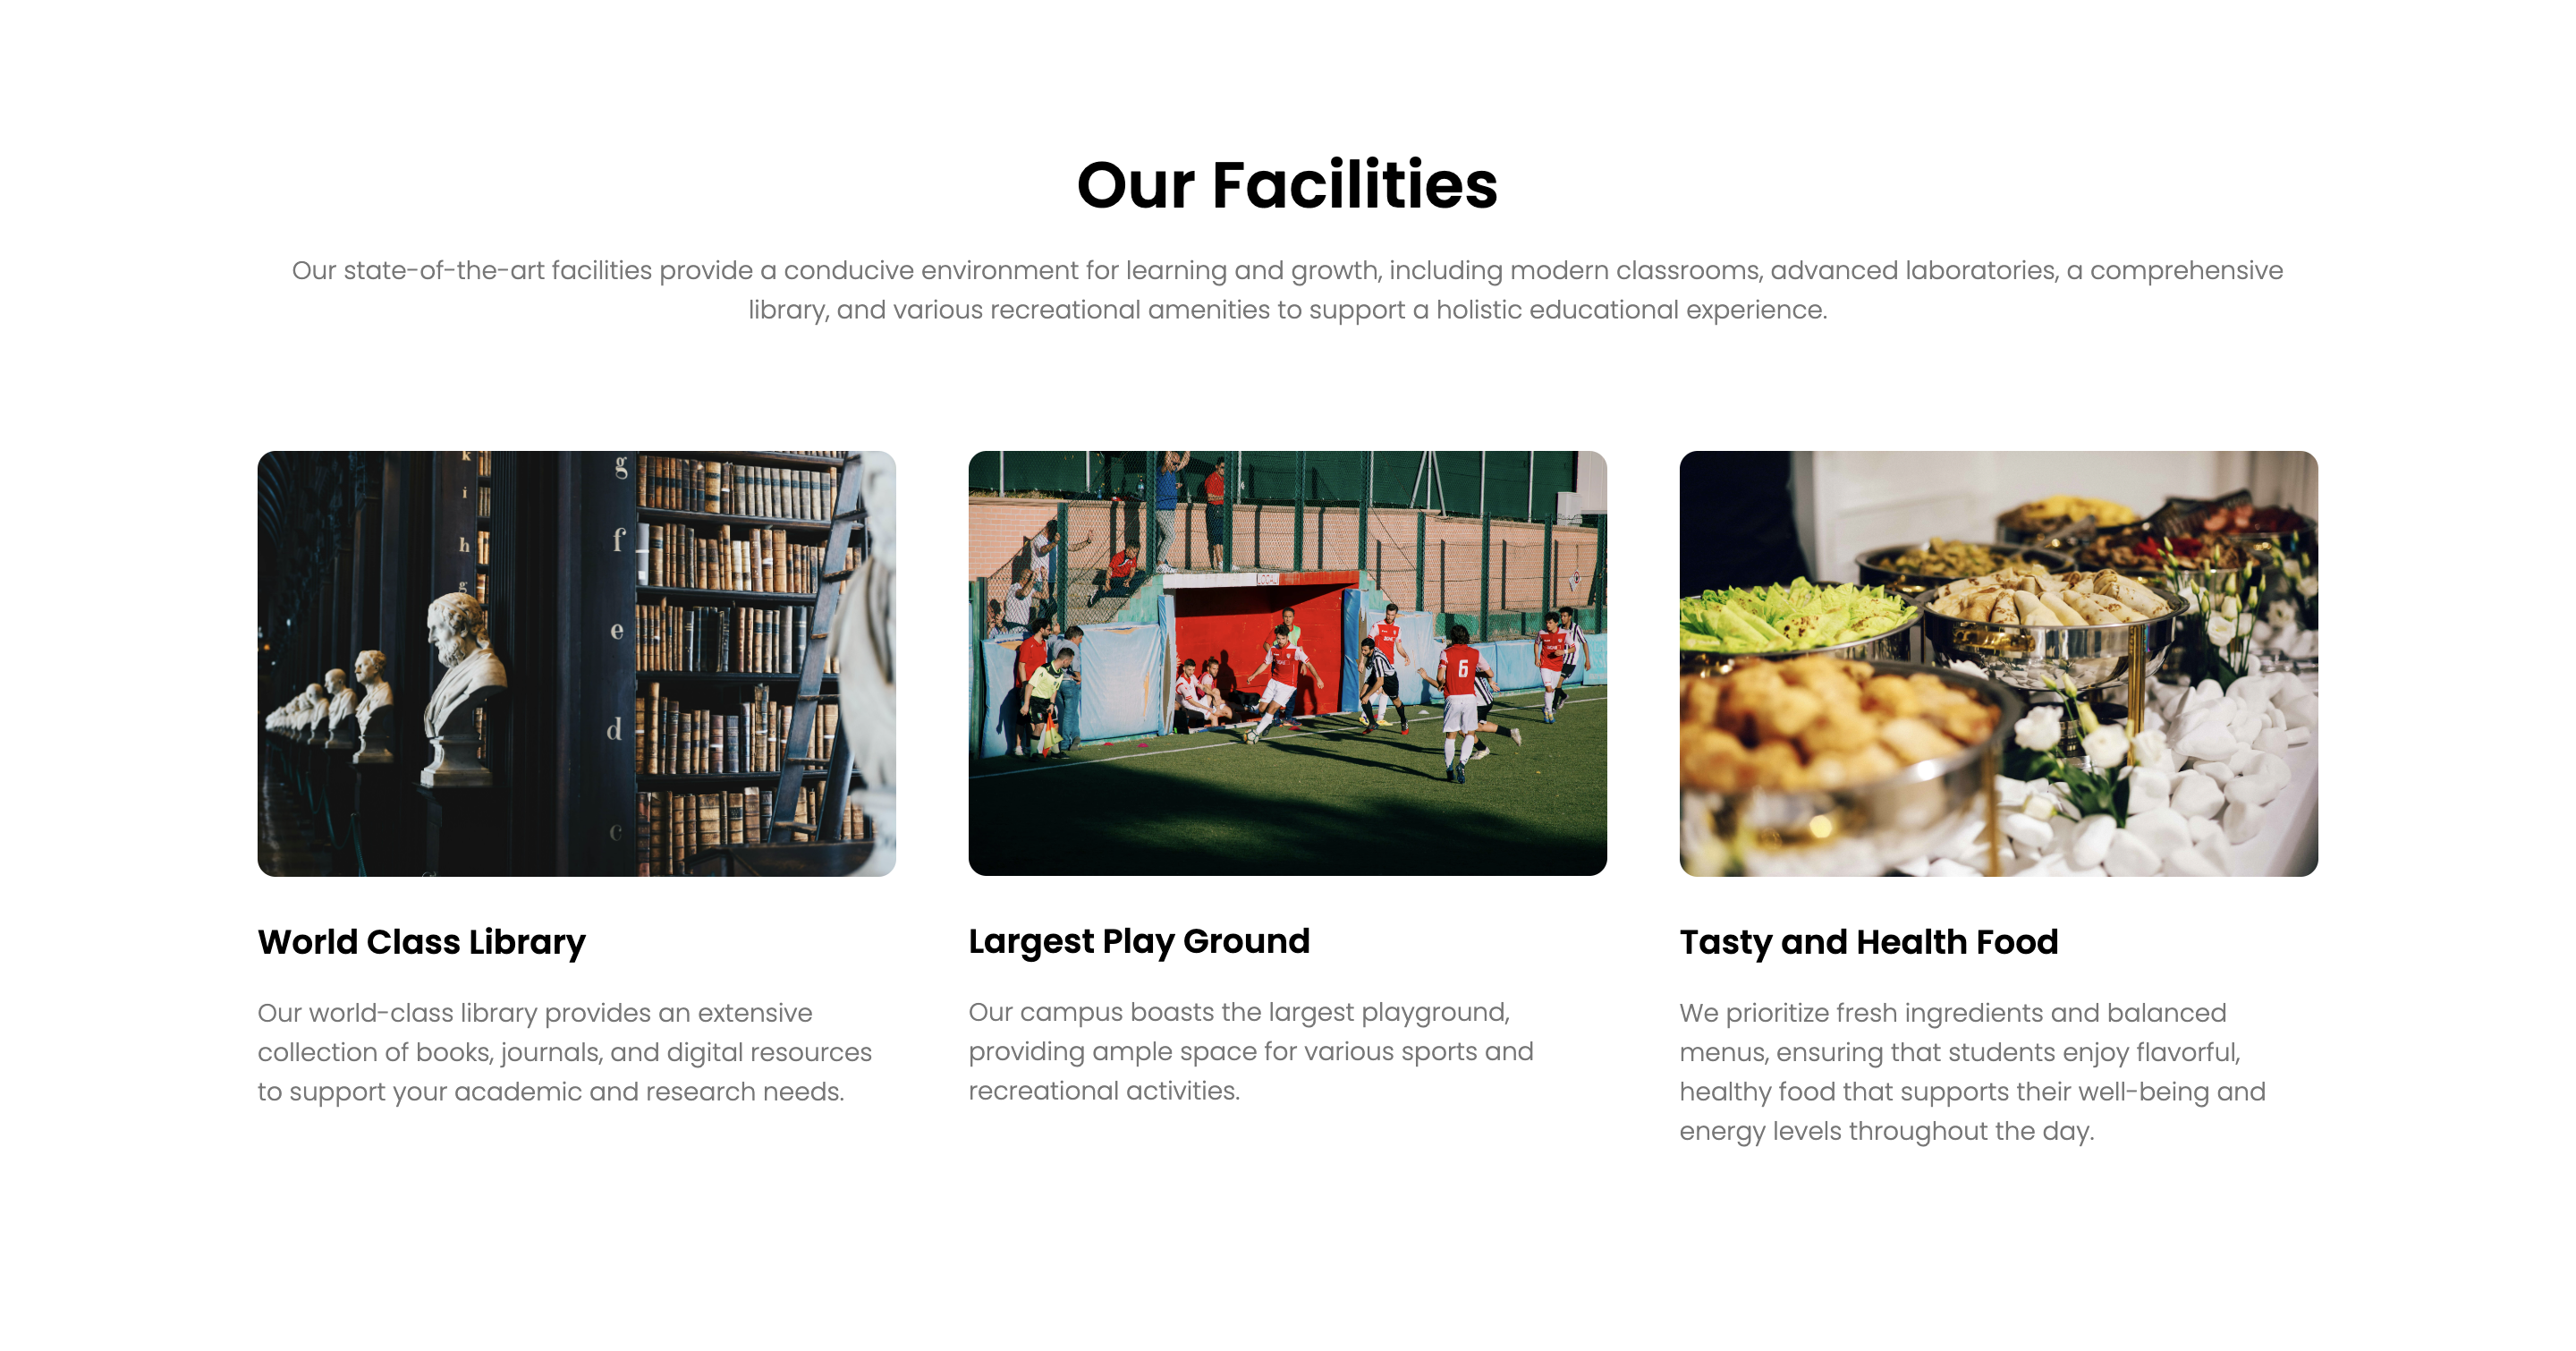 Our Facilities
Our state-of-the-art facilities provide a conducive environment for learning and growth, including modern classrooms, advanced laboratories, a comprehensive
library, and various recreational amenities to support a holistic educational experience.
k
i
h
g
g
f
e
d
c
6
World Class Library
Our world-class library provides an extensive
collection of books, journals, and digital resources
to support your academic and research needs.
Largest Play Ground
Our campus boasts the largest playground,
providing ample space for various sports and
recreational activities.
Tasty and Health Food
We prioritize fresh ingredients and balanced
menus, ensuring that students enjoy flavorful,
healthy food that supports their well-being and
energy levels throughout the day.